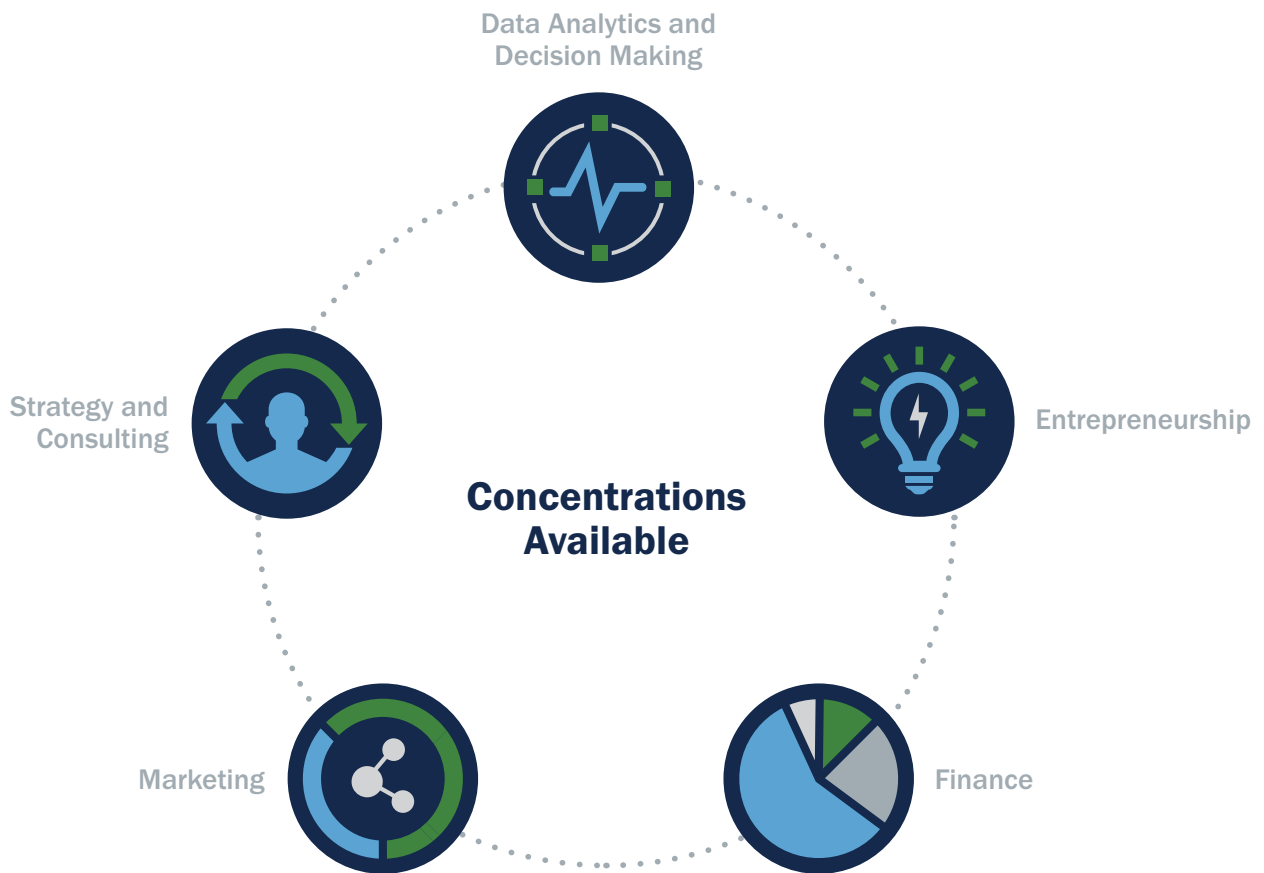 Data Analytics and
Decision Making
Strategy and
Consulting
Entrepreneurship
Concentrations
Available
Marketing
Finance